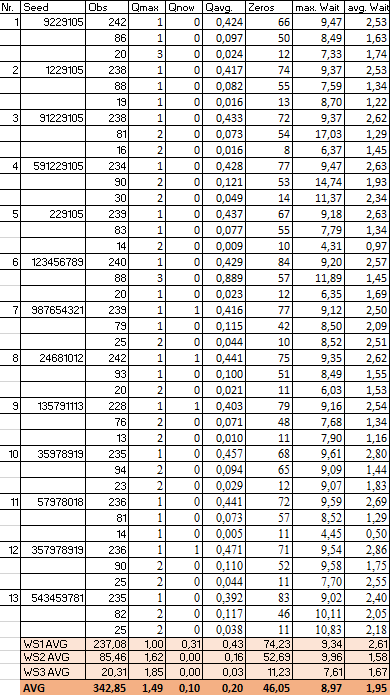 Nr. Seed Obs Qmax Qnow Qavg. Zeros max. Wait avg. Wait
1 9229105 242 1 0 0,424 66 9,47 2,53
86 1 0 0,097 50 8,49 1,63
20 3 0 0,024 12 7,33 1,74
2 1229105 238 1 0 0,417 74 9,37 2,53
88 1 0 0,082 55 7,59 1,34
19 1 0 0,016 13 8,70 1,22
3 91229105 238 1 0 0,433 72 9,37 2,62
81 2 0 0,073 54 17,03 1,29
16 2 0 0,016 8 6,37 1,45
4 591229105 234 1 0 0,428 77 9,47 2,63
90 2 0 0,121 53 14,74 1,93
30 2 0 0,049 14 11,37 2,34
5 229105 239 1 0 0,437 67 9,18 2,63
83 1 0 0,077 55 7,79 1,34
14 2 0 0,009 10 4,31 0,97
6 123456789 240 1 0 0,429 84 9,20 2,57
88 3 0 0,889 57 11,89 1,45
20 1 0 0,023 12 6,35 1,69
7 987654321 239 1 1 0,416 77 9,12 2,50
79 1 0 0,115 42 8,50 2,09
25 2 0 0,044 10 8,52 2,51
8 24681012 242 1 1 0,441 75 9,35 2,62
93 1 0 0,100 51 8,49 1,55
20 2 0 0,021 11 6,03 1,53
9 135791113 228 1 1 0,403 79 9,16 2,54
76 2 0 0,071 48 7,68 1,34
13 2 0 0,010 11 7,90 1,16
10 35978919 235 1 0 0,457 68 9,61 2,80
94 2 0 0,094 65 9,09 1,44
23 2 0 0,029 12 9,07 1,83
11 57978018 236 1 0 0,441 72 9,59 2,69
81 1 0 0,073 57 8,52 1,29
14 1 0 0,005 11 4,45 0,50
12 357978919 236 1 1 0,471 71 9,54 2,86
90 2 0 0,110 52 9,58 1,75
25 2 0 0,044 11 7,70 2,55
13 543459781 235 1 0 0,392 83 9,02 2,40
82 2 0 0,117 46 10,11 2,05
25 2 0 0,038 11 10,83 2,18
WS1 AVG 237,08 1,00 0,31 0,43 74,23 9,34 2,61
WS2 AVG 85,46 1,62 0,00 0,16 52,69 9,96 1,58
WS3 AVG 20,31 1,85 0,00 0,03 11,23 7,61 1,67
AVG 342,85 1,49 0,10 0,20 46,05 8,97 1,95